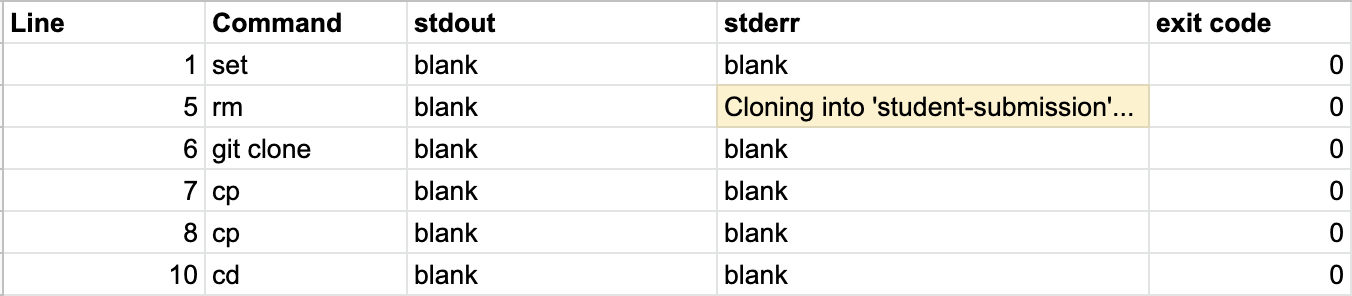 Line Command stdout stderr exit code
1 set blank blank 0
5 rm blank Cloning into 'student-submission'... 0
6 git clone blank blank 0
7 cp blank blank 0
8 cp blank blank 0
10 cd blank blank 0